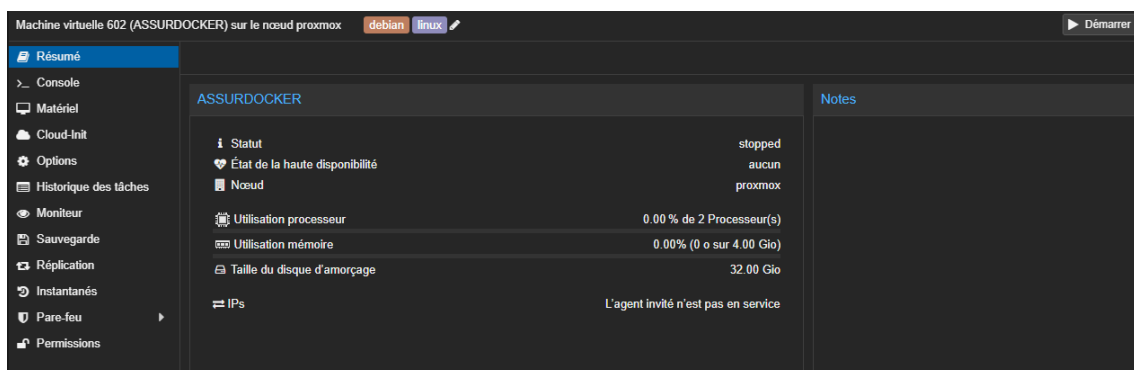 Machine virtuelle 602 (ASSURDOCKER) sur le nœud proxmox debian linux Démarrer
Résumé
>_ Console
Matériel
Cloud-Init
Options
Historique des tâches
Moniteur
Sauvegarde
Réplication
Instantanés
Pare-feu
Permissions
ASSURDOCKER
Statut stopped
État de la haute disponibilité aucun
Nœud proxmox
Utilisation processeur 0.00 % de 2 Processeur(s)
Utilisation mémoire 0.00% (0 o sur 4.00 Gio)
Taille du disque d'amorçage 32.00 Gio
IPs L'agent invité n'est pas en service
Notes